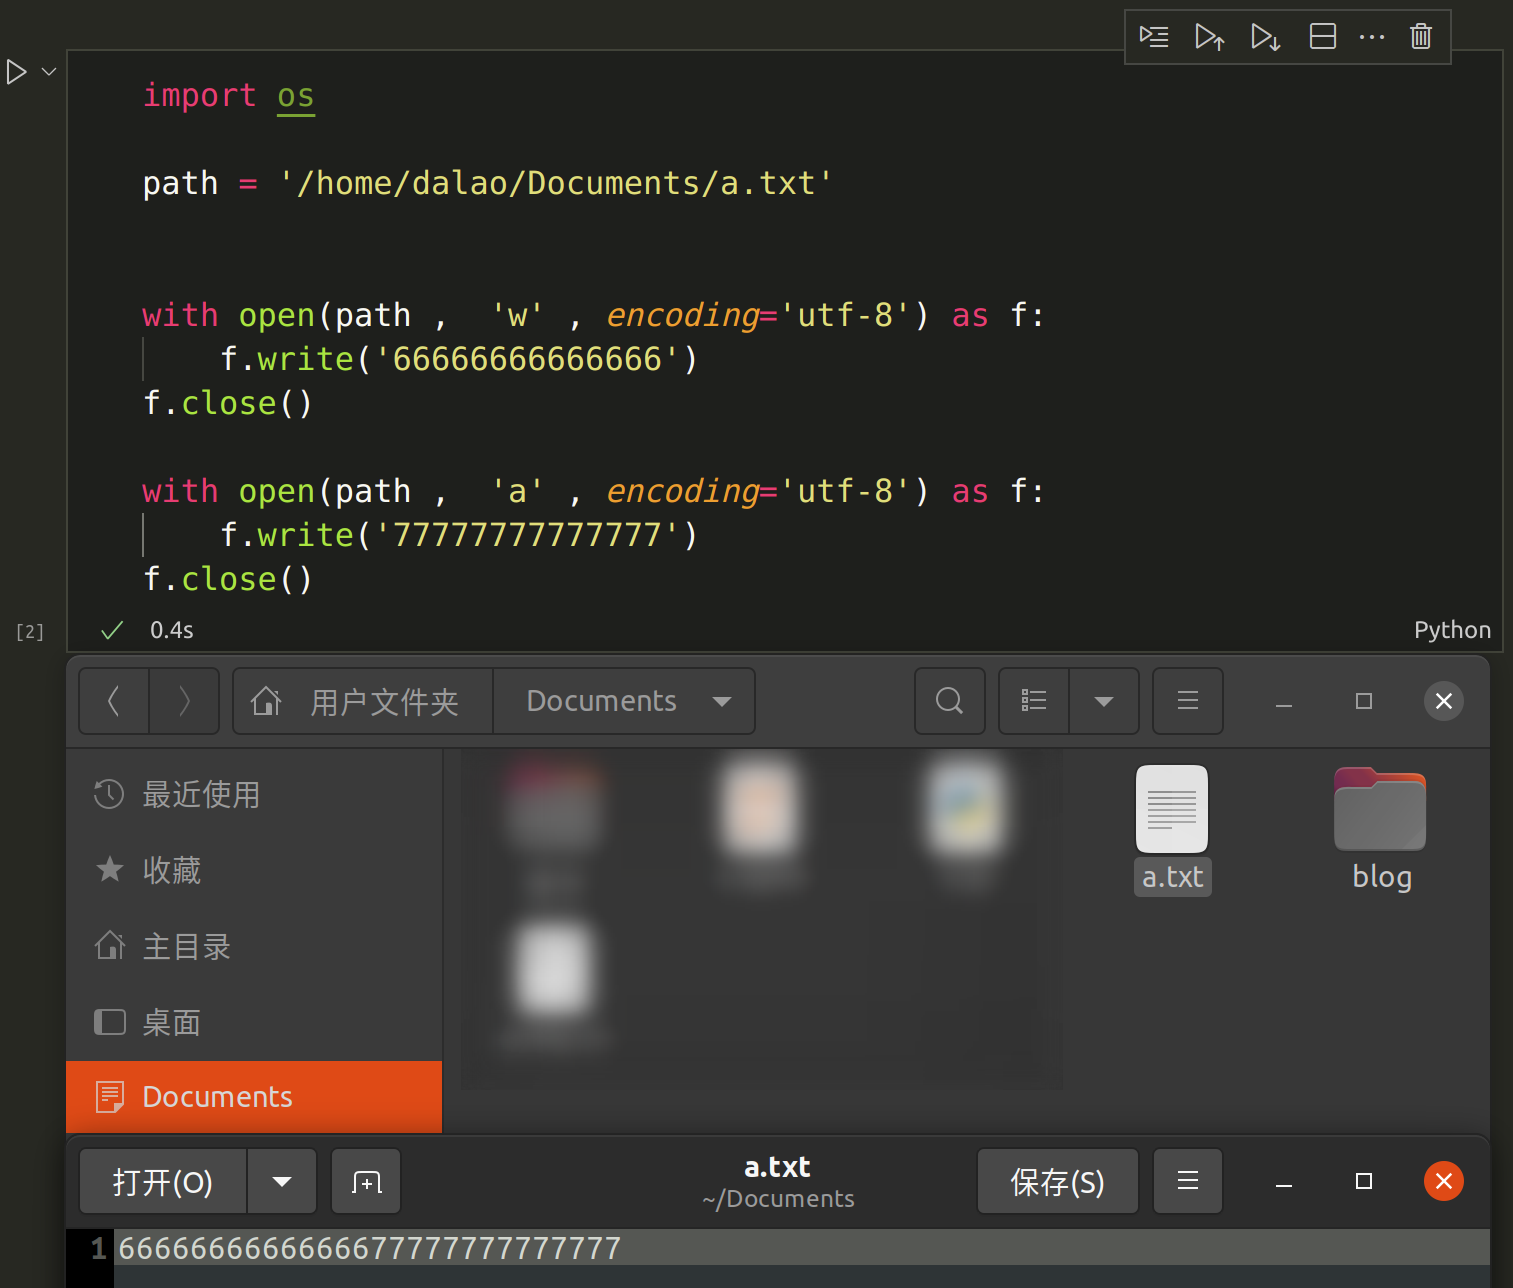 import os
path = '/home/dalao/Documents/a.txt'
with open(path ,  'w' , encoding='utf-8') as f:
    f.write('66666666666666')
f.close()
with open(path ,  'a' , encoding='utf-8') as f:
    f.write('77777777777777')
f.close()
[2] 0.4s Python
用户文件夹 Documents
最近使用
a.txt blog
收藏
主目录
桌面
Documents
打开(O) a.txt 保存(S)
~/Documents
1 6666666666666677777777777777